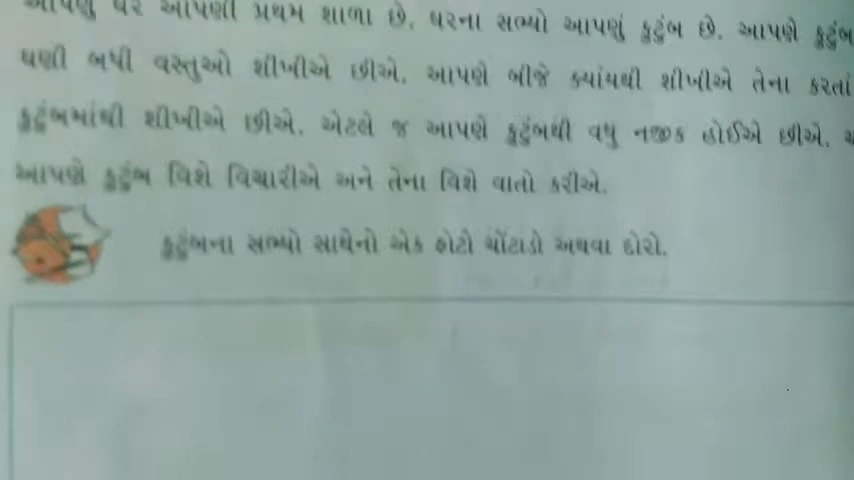 આપણું ઘર આપણી પ્રથમ શાળા છે. ઘરના સભ્યો આપણું કુટુંબ છે. આપણે કુટુંબ
ઘણી બધી વસ્તુઓ શીખીએ છીએ. આપણે બીજે ક્યાંયથી શીખીએ તેના કરતાં
કુટુંબમાંથી શીખીએ છીએ. એટલે જ આપણે કુટુંબથી વધુ નજીક હોઈએ છીએ.
આપણે કુટુંબ વિશે વિચારીએ અને તેના વિશે વાતો કરીએ.
કુટુંબના સભ્યો સાથેનો એક ફોટો ચોંટાડો અથવા દોરો.